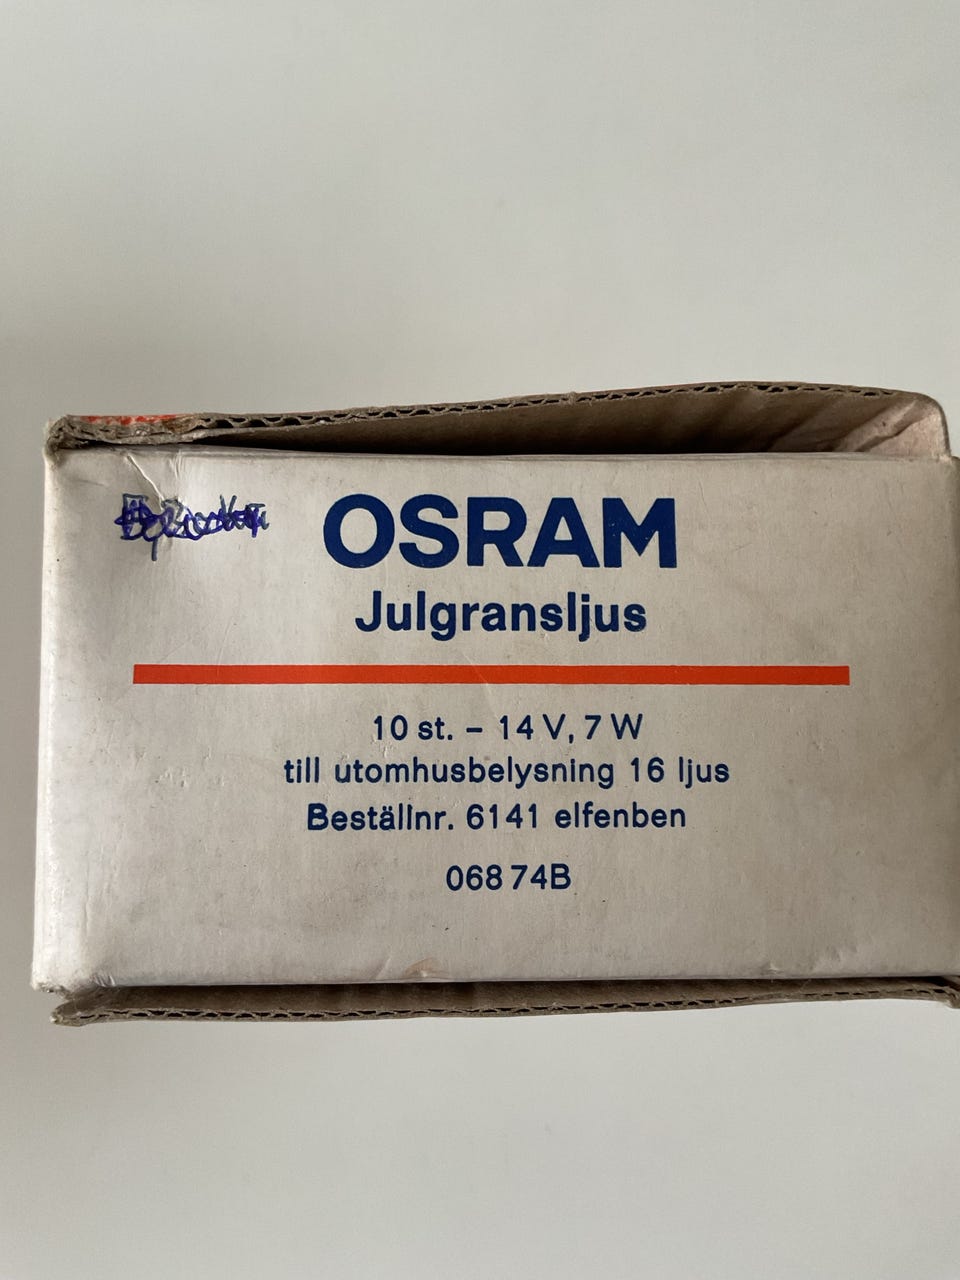 OSRAM
Julgransljus
10 st. – 14 V, 7 W
till utomhusbelysning 16 ljus
Beställnr. 6141 elfenben
068 74B